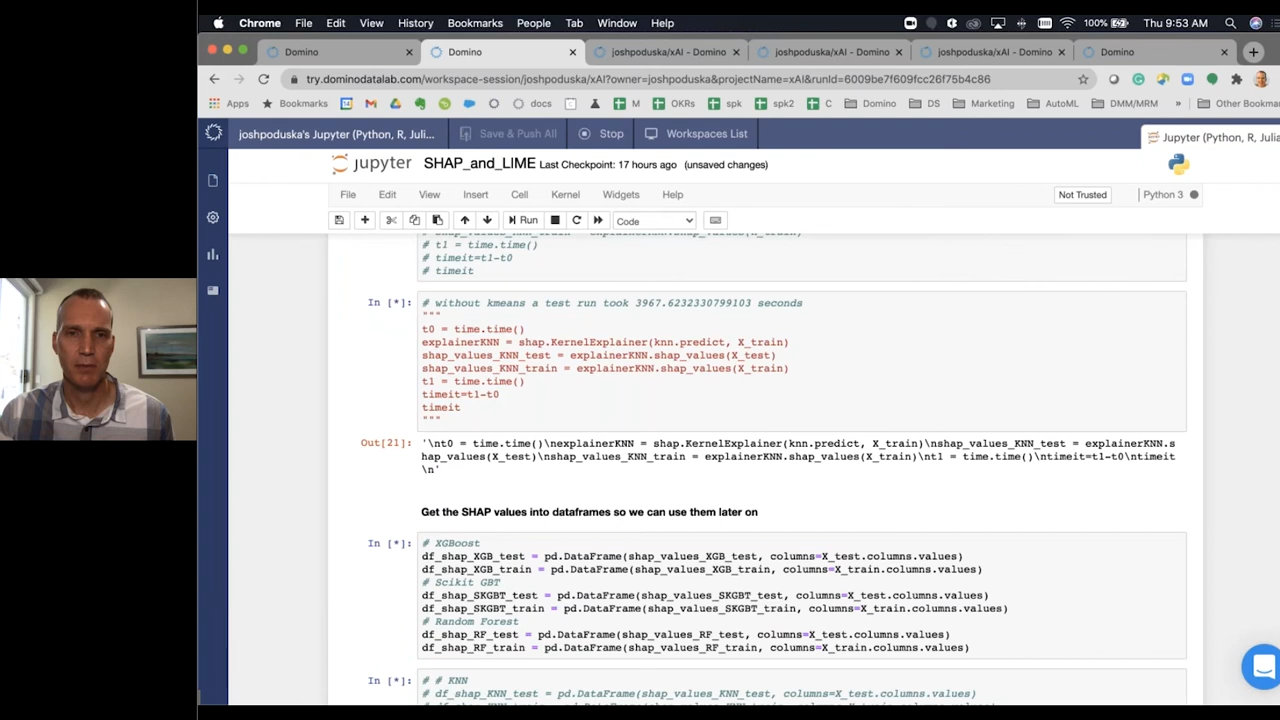 Chrome File Edit View History Bookmarks People Tab Window Help 100% Thu 9:53 AM
Domino Domino joshpoduska/xAI - Domino joshpoduska/xAI - Domino joshpoduska/xAI - Domino Domino
try.dominodatalab.com/workspace-session/joshpoduska/xAI?owner=joshpoduska&projectName=xAI&runId=6009be7f609fcc26f75b4c86
Apps Bookmarks docs M OKRs spk spk2 C Domino DS Marketing AutoML DMM/MRM » Other Bookmar
joshpoduska's Jupyter (Python, R, Juli... Save & Push All Stop Workspaces List
Jupyter (Python, R, Julia
jupyter SHAP_and_LIME Last Checkpoint: 17 hours ago (unsaved changes)
File Edit View Insert Cell Kernel Widgets Help Not Trusted Python 3
Run Code
# shap_values_KNN_train = explainerKNN.shap_values(X_train)
# t1 = time.time()
# timeit=t1-t0
# timeit
In [*]: # without kmeans a test run took 3967.6232330799103 seconds
"""
t0 = time.time()
explainerKNN = shap.KernelExplainer(knn.predict, X_train)
shap_values_KNN_test = explainerKNN.shap_values(X_test)
shap_values_KNN_train = explainerKNN.shap_values(X_train)
t1 = time.time()
timeit=t1-t0
timeit
"""
Out[21]: '\nt0 = time.time()\nexplainerKNN = shap.KernelExplainer(knn.predict, X_train)\nshap_values_KNN_test = explainerKNN.s
hap_values(X_test)\nshap_values_KNN_train = explainerKNN.shap_values(X_train)\nt1 = time.time()\ntimeit=t1-t0\ntimeit
\n'
Get the SHAP values into dataframes so we can use them later on
In [*]: # XGBoost
df_shap_XGB_test = pd.DataFrame(shap_values_XGB_test, columns=X_test.columns.values)
df_shap_XGB_train = pd.DataFrame(shap_values_XGB_train, columns=X_train.columns.values)
# Scikit GBT
df_shap_SKGBT_test = pd.DataFrame(shap_values_SKGBT_test, columns=X_test.columns.values)
df_shap_SKGBT_train = pd.DataFrame(shap_values_SKGBT_train, columns=X_train.columns.values)
# Random Forest
df_shap_RF_test = pd.DataFrame(shap_values_RF_test, columns=X_test.columns.values)
df_shap_RF_train = pd.DataFrame(shap_values_RF_train, columns=X_train.columns.values)
In [*]: # # KNN
# df_shap_KNN_test = pd.DataFrame(shap_values_KNN_test, columns=X_test.columns.values)